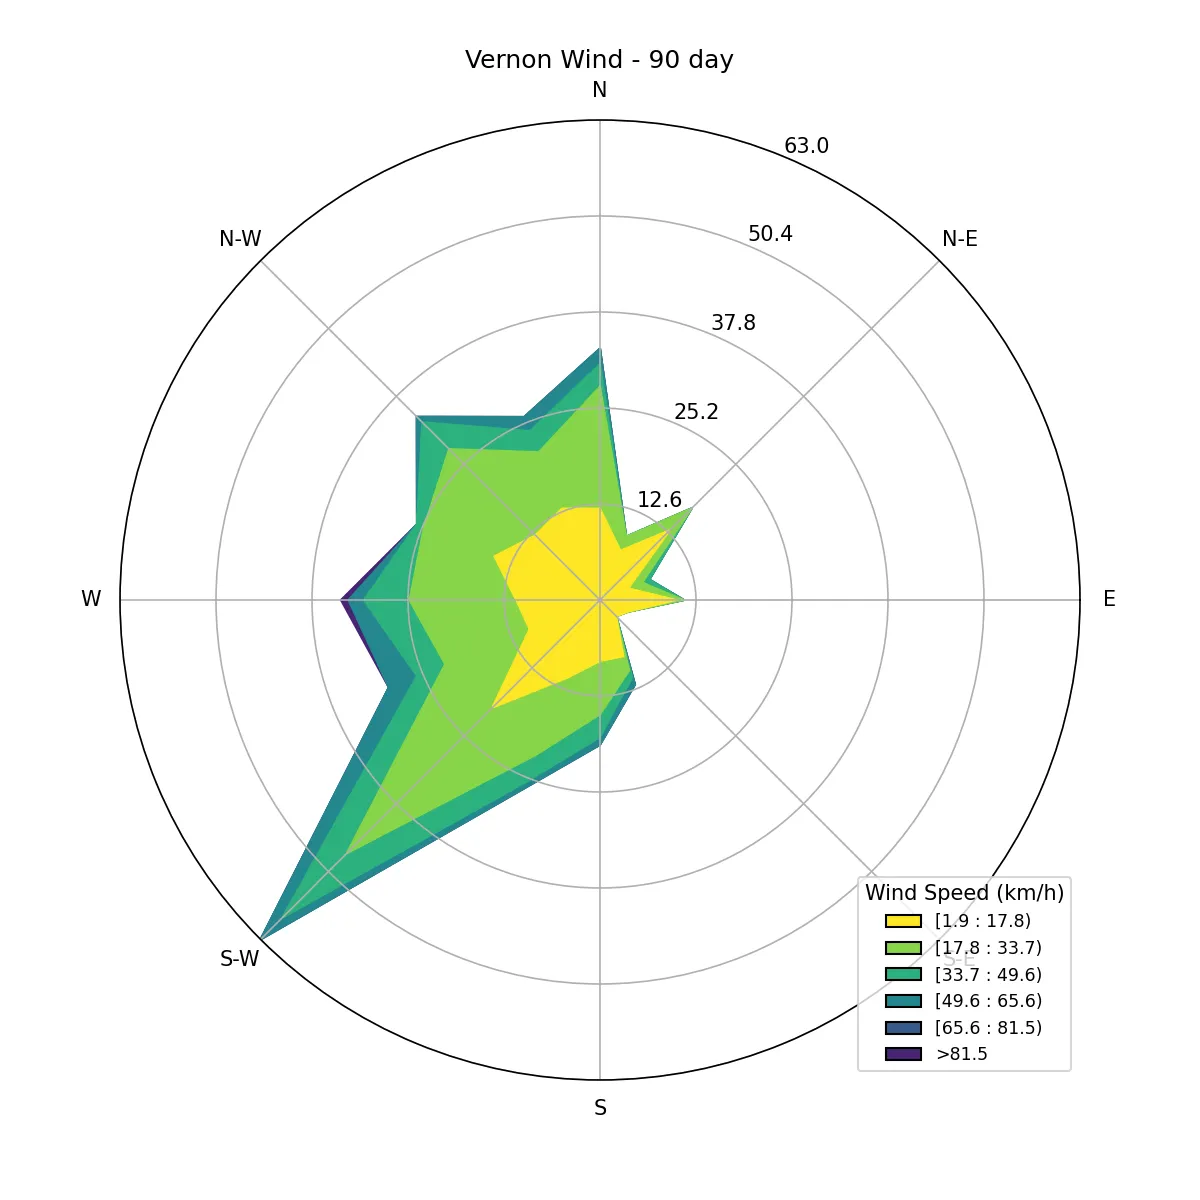 Vernon Wind - 90 day
N
63.0
50.4
N-W
N-E
37.8
25.2
12.6
W
E
S-W
S-E
Wind Speed (km/h)
[1.9 : 17.8)
[17.8 : 33.7)
[33.7 : 49.6)
[49.6 : 65.6)
[65.6 : 81.5)
>81.5
S